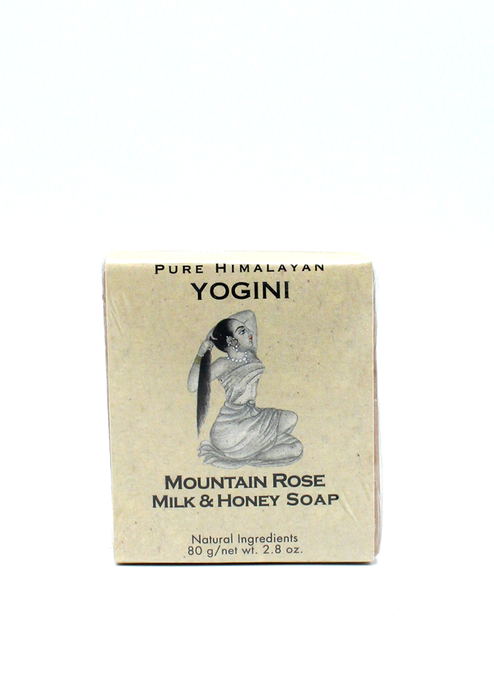 PURE HIMALAYAN
YOGINI
MOUNTAIN ROSE
MILK & HONEY SOAP
Natural Ingredients
80 g/net wt. 2.8 oz.